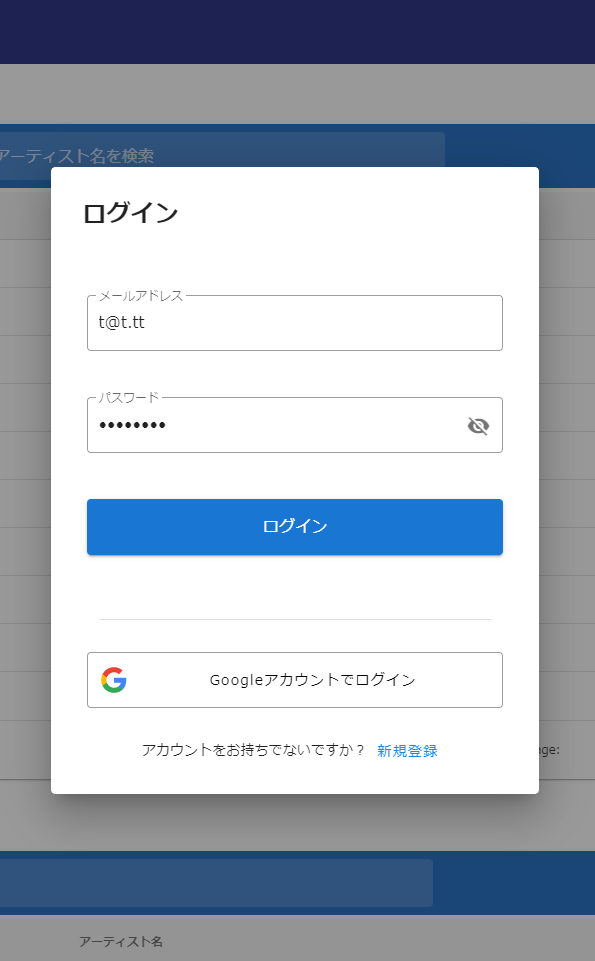 アーティスト名を検索
ログイン
メールアドレス
t@t.tt
パスワード
••••••••
ログイン
Googleアカウントでログイン
アカウントをお持ちでないですか？ 新規登録
age:
アーティスト名